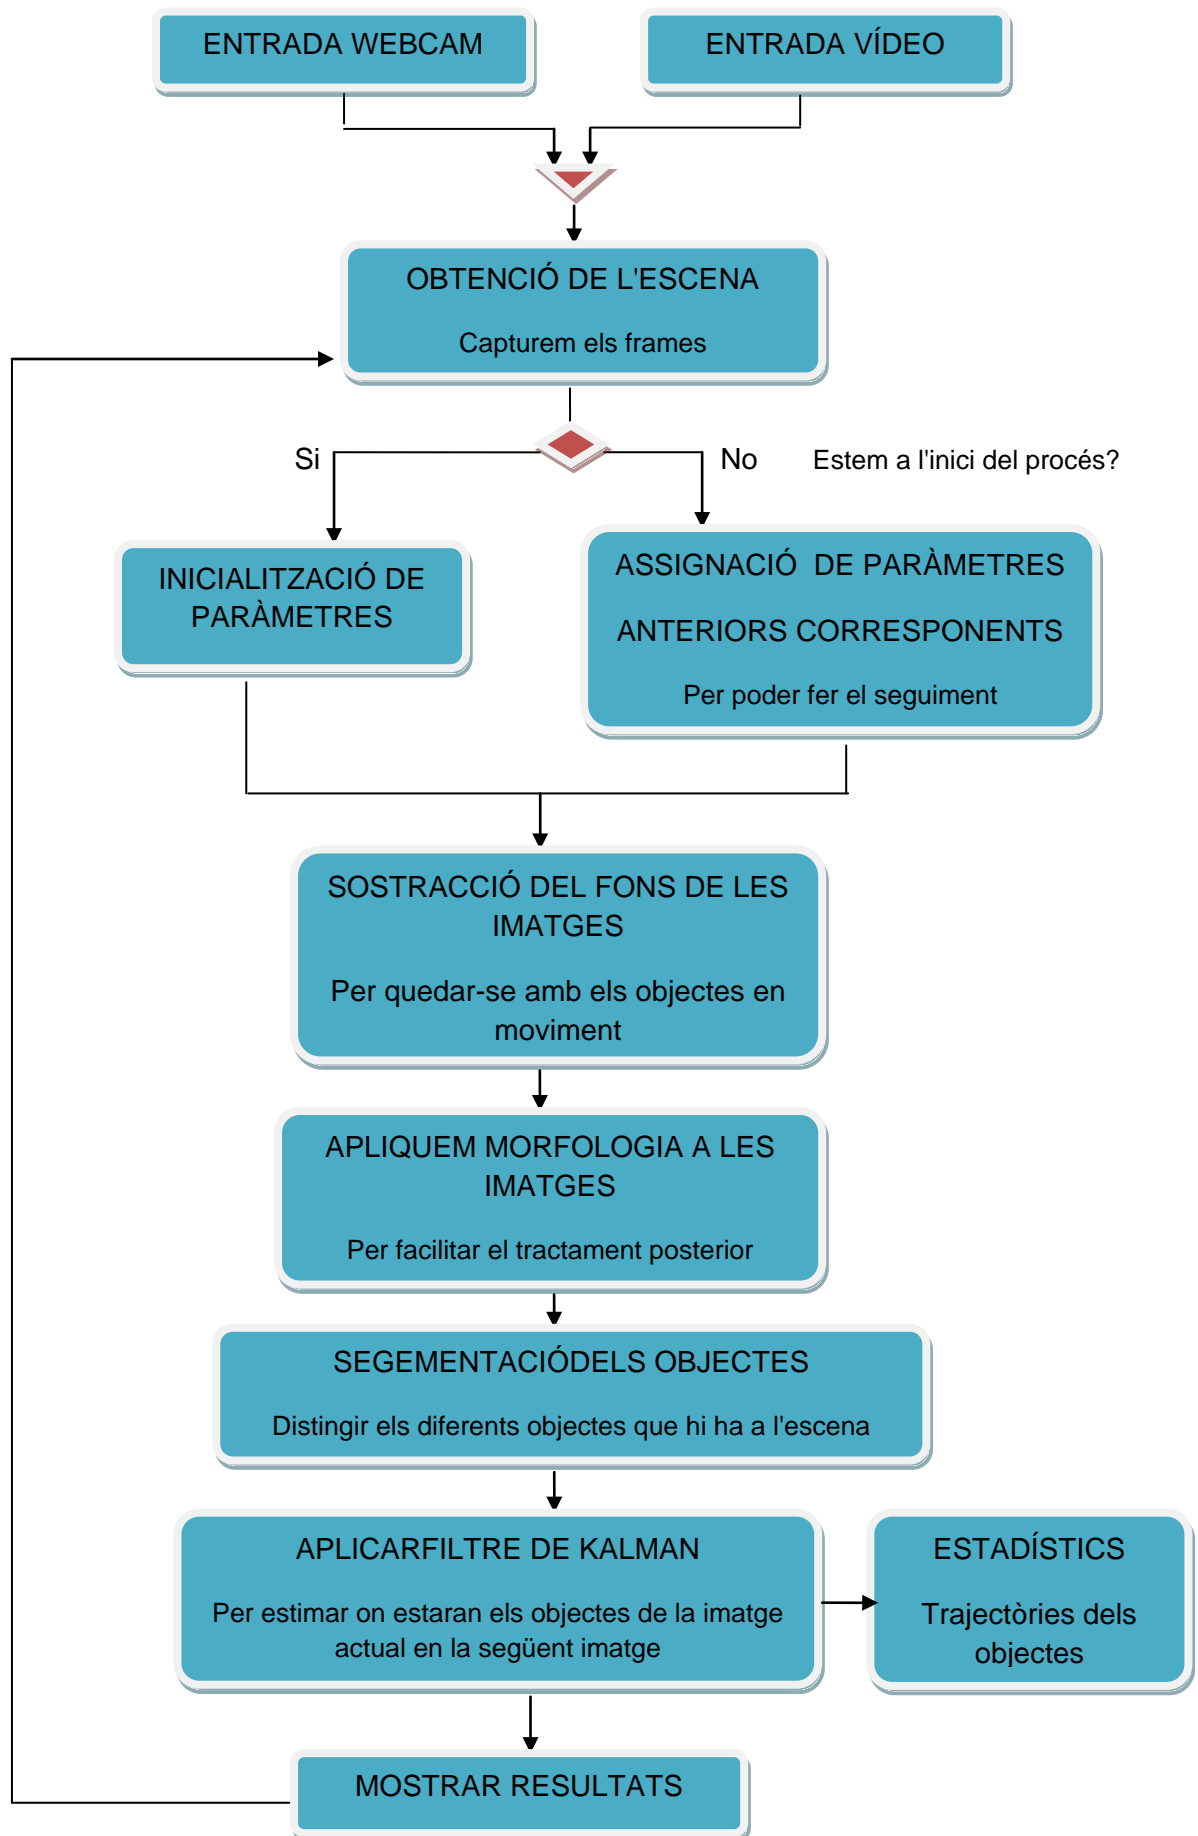 ENTRADA WEBCAM
ENTRADA VÍDEO
OBTENCIÓ DE L'ESCENA
Capturem els frames
Si
No
Estem a l'inici del procés?
INICIALITZACIÓ DE
PARÀMETRES
ASSIGNACIÓ DE PARÀMETRES
ANTERIORS CORRESPONENTS
Per poder fer el seguiment
SOSTRACCIÓ DEL FONS DE LES
IMATGES
Per quedar-se amb els objectes en
moviment
APLIQUEM MORFOLOGIA A LES
IMATGES
Per facilitar el tractament posterior
SEGEMENTACIÓDELS OBJECTES
Distingir els diferents objectes que hi ha a l'escena
APLICARFILTRE DE KALMAN
Per estimar on estaran els objectes de la imatge
actual en la següent imatge
ESTADÍSTICS
Trajectòries dels
objectes
MOSTRAR RESULTATS